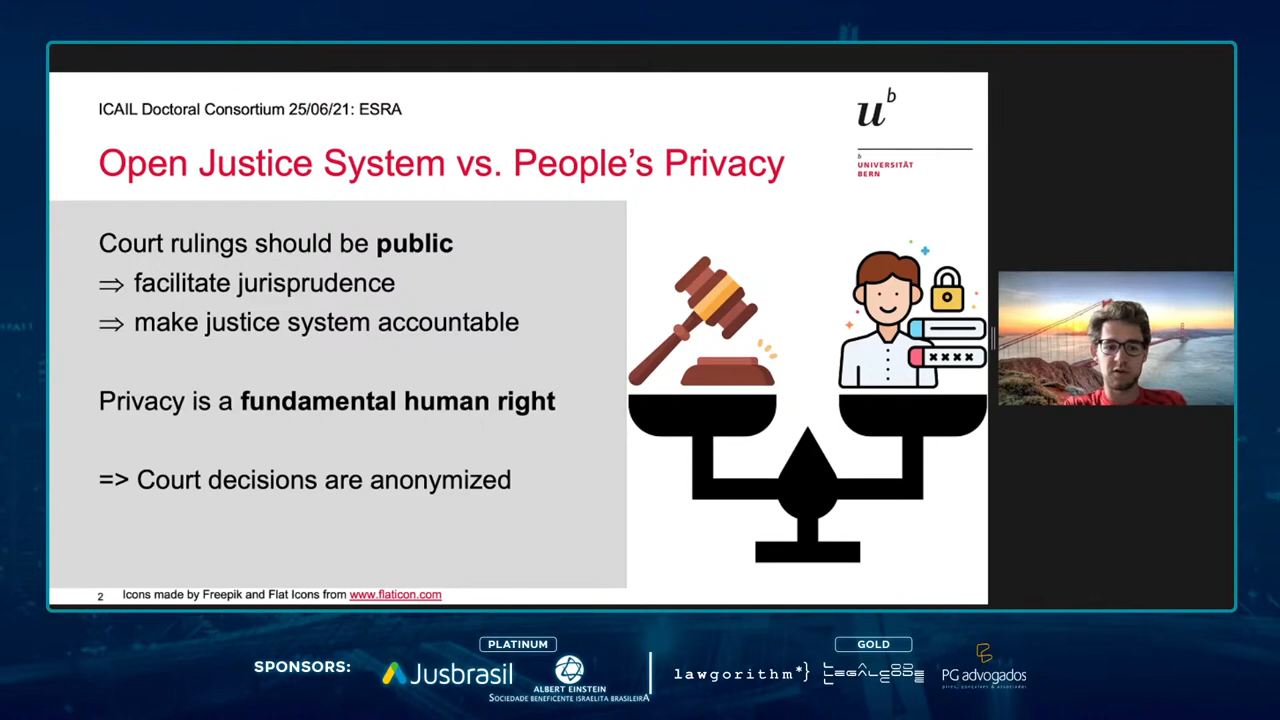 ICAIL Doctoral Consortium 25/06/21: ESRA
u b
Open Justice System vs. People's Privacy
b
UNIVERSITÄT
BERN
Court rulings should be public
⇒ facilitate jurisprudence
⇒ make justice system accountable
Privacy is a fundamental human right
=> Court decisions are anonymized
××××
2 Icons made by Freepik and Flat Icons from www.flaticon.com
SPONSORS:
PLATINUM
Jusbrasil
ALBERT EINSTEIN
SOCIEDADE BENEFICENTE ISRAELITA BRASILEIRA
GOLD
lawgorithm*}
LEGALCODE
PG advogados